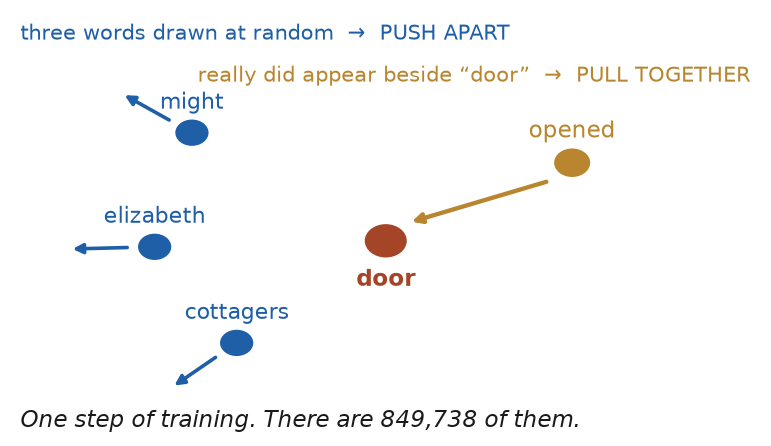 three words drawn at random → PUSH APART
really did appear beside “door” → PULL TOGETHER
might
opened
elizabeth
door
cottagers
One step of training. There are 849,738 of them.